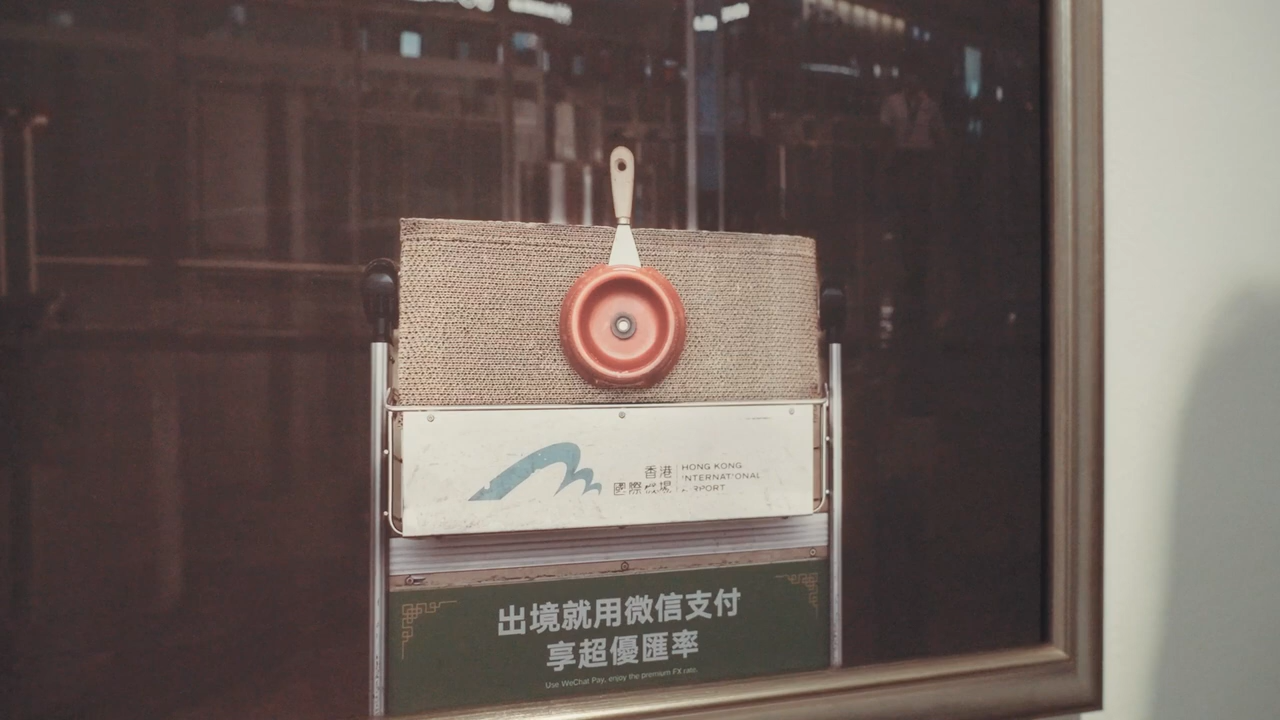 香港
國際機場
HONG KONG
INTERNATIONAL
AIRPORT
出境就用微信支付
享超優匯率
Use WeChat Pay, enjoy the premium FX rate.